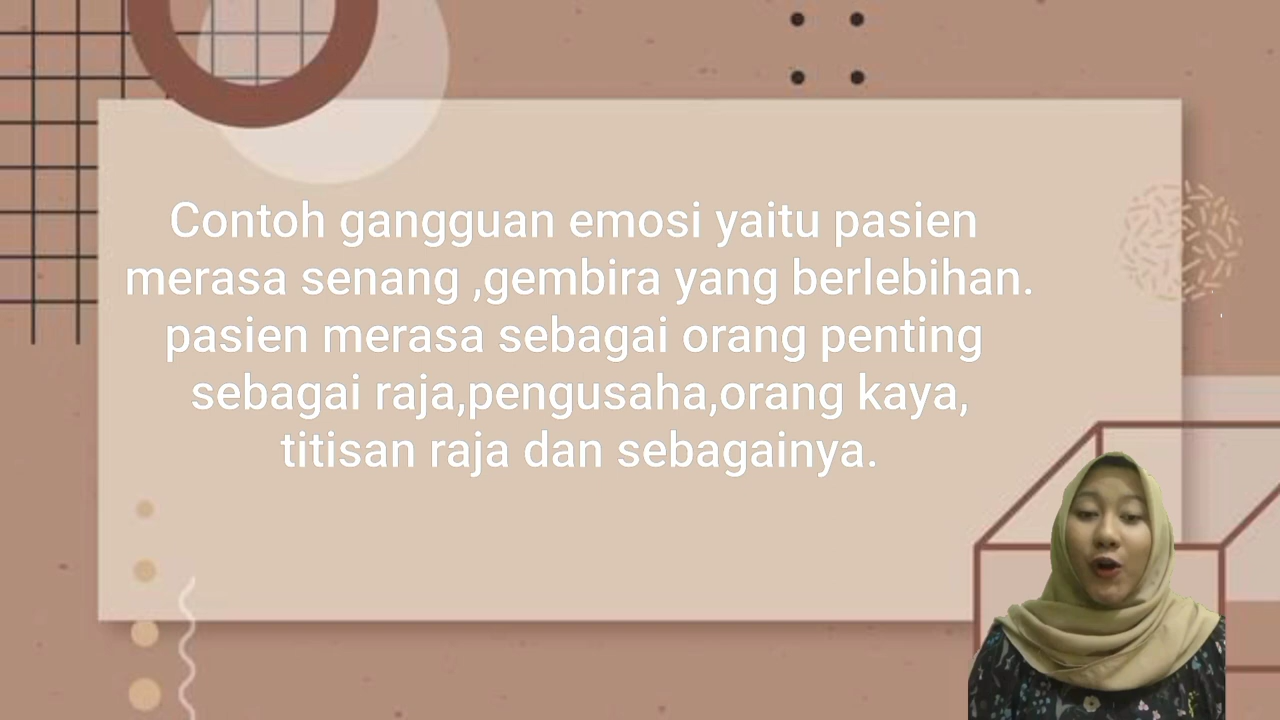 Contoh gangguan emosi yaitu pasien
merasa senang ,gembira yang berlebihan.
pasien merasa sebagai orang penting
sebagai raja,pengusaha,orang kaya,
titisan raja dan sebagainya.